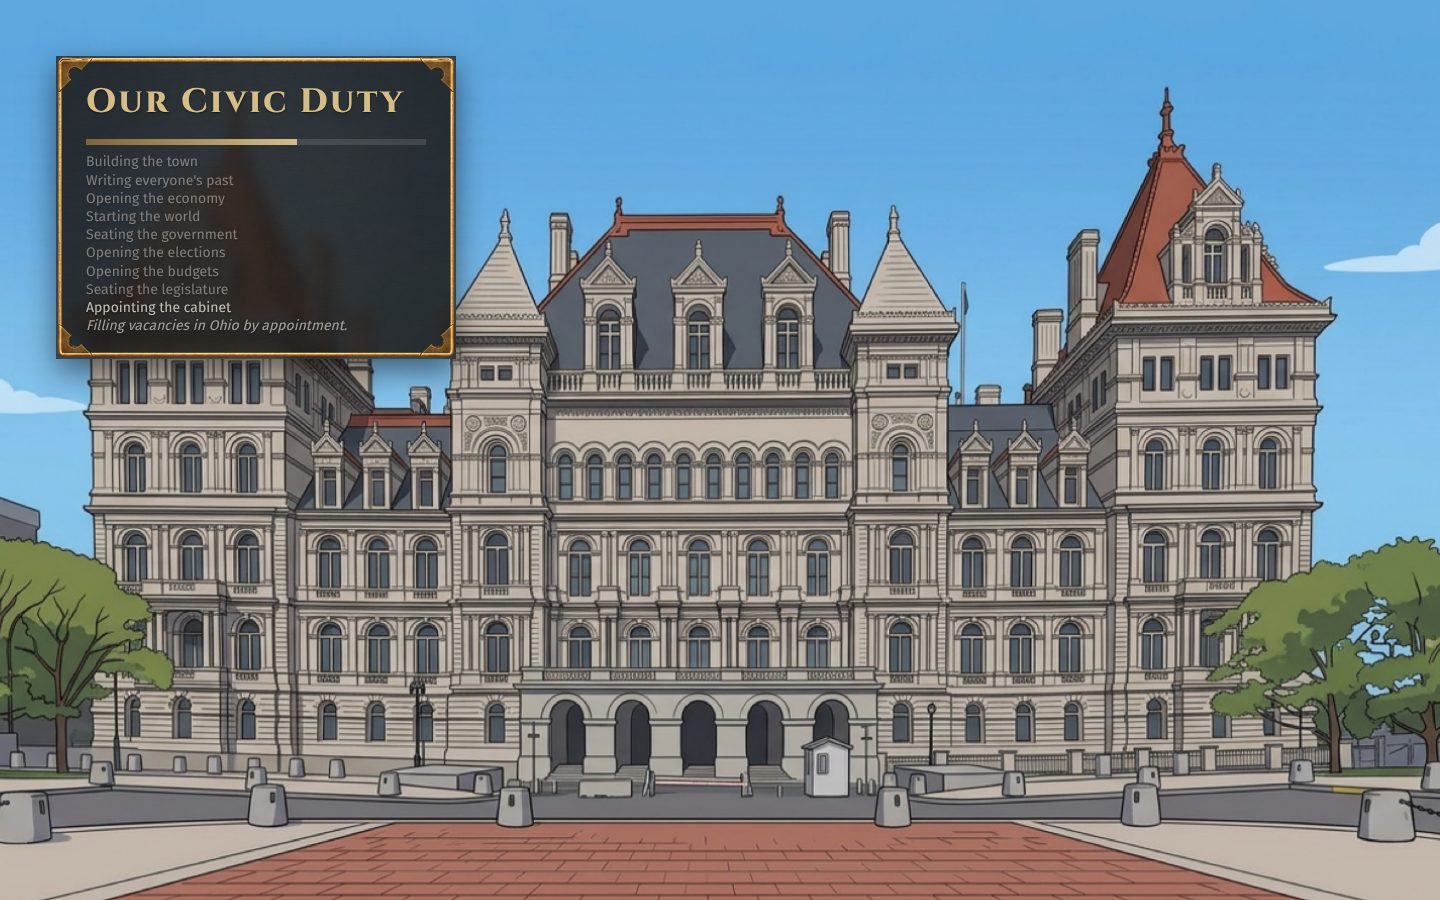 Our Civic Duty
Building the town
Writing everyone's past
Opening the economy
Starting the world
Seating the government
Opening the elections
Opening the budgets
Seating the legislature
Appointing the cabinet
Filling vacancies in Ohio by appointment.